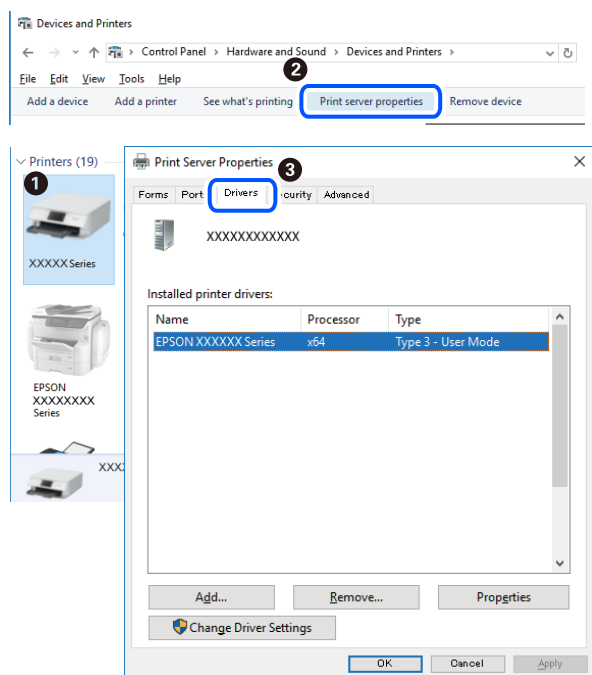 Devices and Printers
Control Panel > Hardware and Sound > Devices and Printers >
2
File Edit View Tools Help
Add a device Add a printer See what's printing Print server properties Remove device
Printers (19)
1
XXXXX Series
EPSON
XXXXXXXX
Series
XXX
Print Server Properties
3
Forms Port Drivers curity Advanced
XXXXXXXXXXXX
Installed printer drivers:
Name Processor Type
EPSON XXXXXX Series x64 Type 3 - User Mode
Add... Remove... Properties
Change Driver Settings
OK Cancel Apply